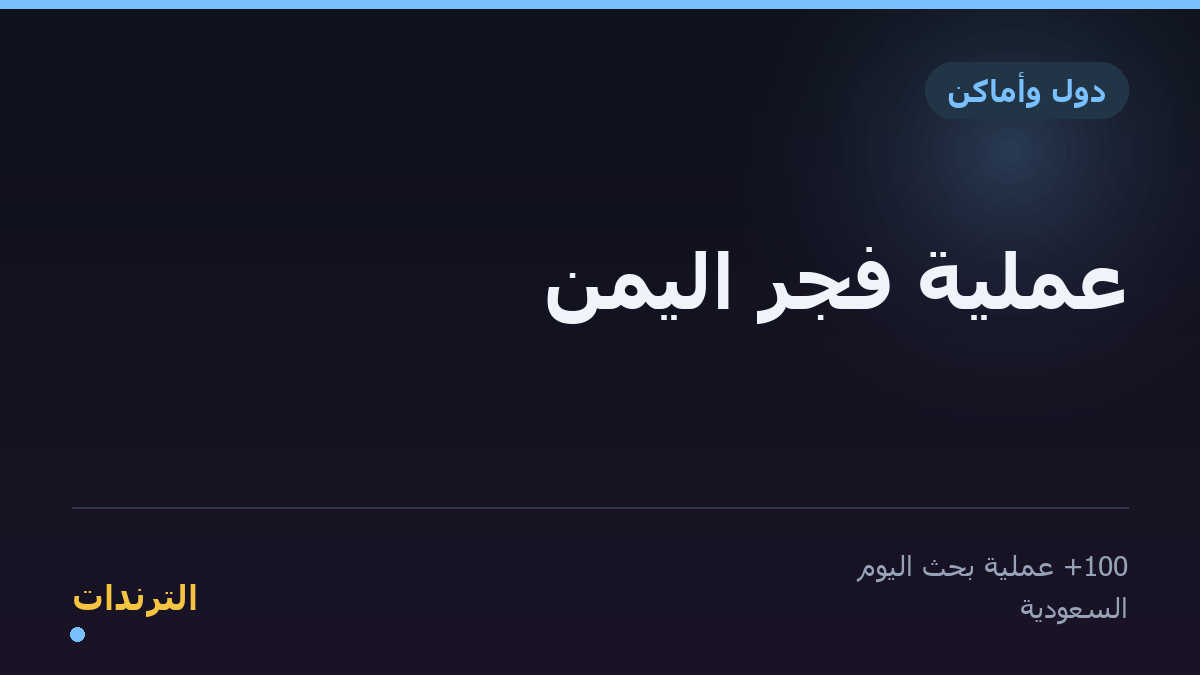 دول وأماكن
عملية فجر اليمن
100+ عملية بحث اليوم
السعودية
الترندات